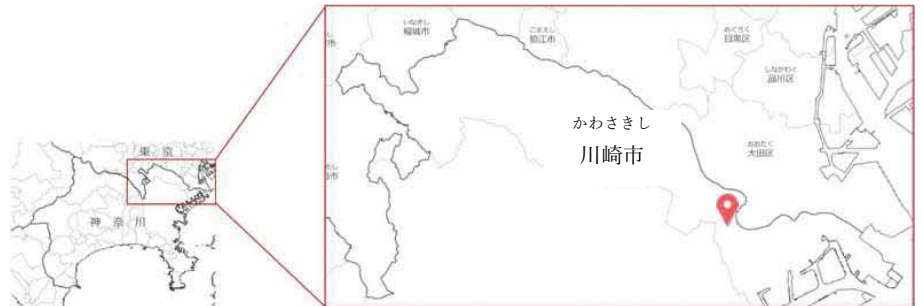 東京
神奈川
いなぎし
稲城市
こまえし
狛江市
めぐろく
目黒区
しながわく
品川区
かわさきし
川崎市
おおたく
大田区
市
市